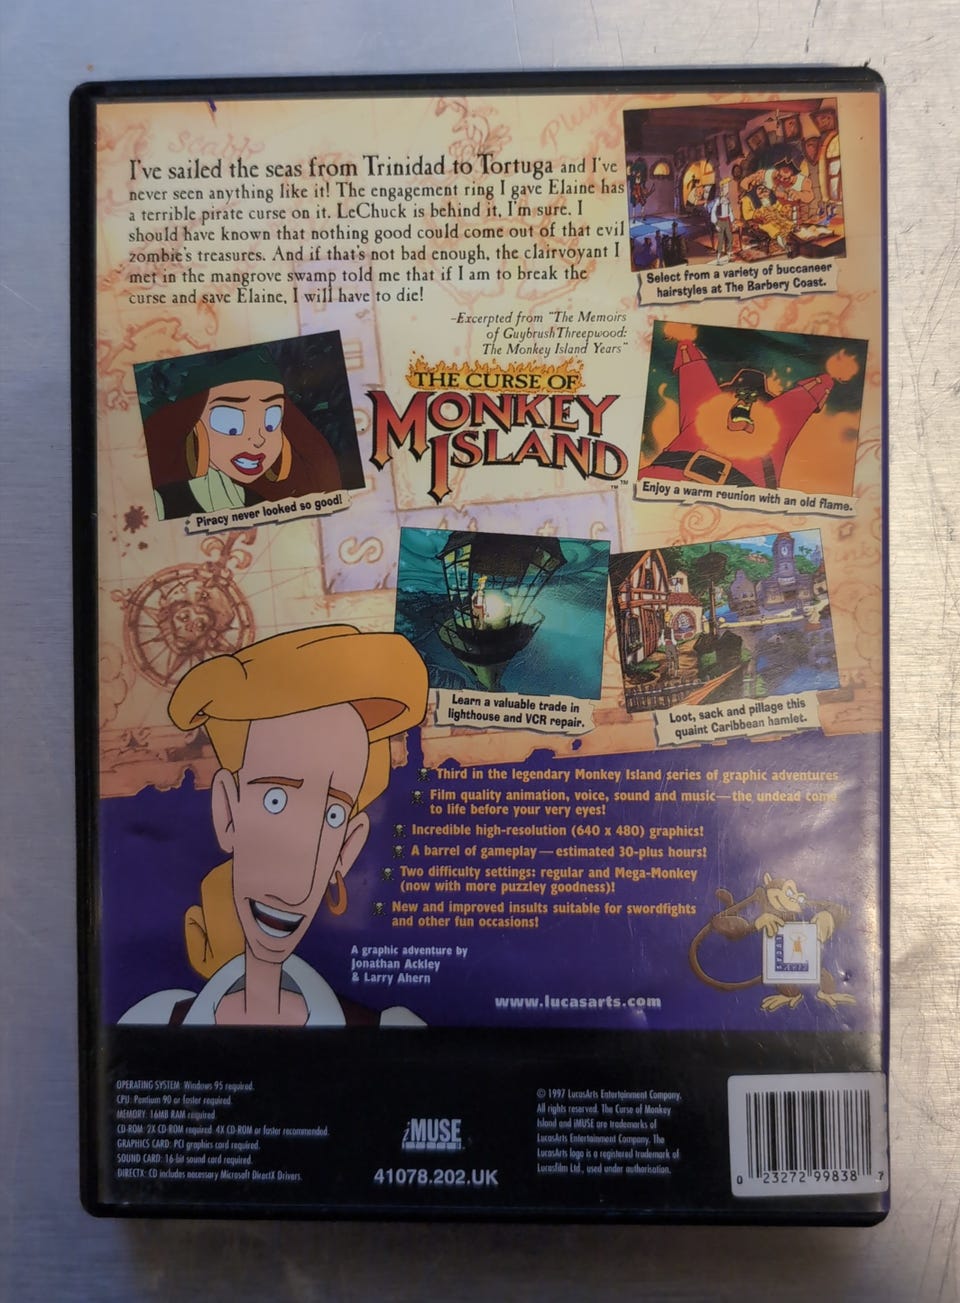 I've sailed the seas from Trinidad to Tortuga and I've
never seen anything like it! The engagement ring I gave Elaine has
a terrible pirate curse on it. LeChuck is behind it, I'm sure. I
should have known that nothing good could come out of that evil
zombie's treasures. And if that's not bad enough, the clairvoyant I
met in the mangrove swamp told me that if I am to break the
curse and save Elaine, I will have to die!
-Excerpted from "The Memoirs
of Guybrush Threepwood:
The Monkey Island Years"
Select from a variety of buccaneer
hairstyles at The Barbery Coast.
THE CURSE OF
MONKEY
ISLAND™
Piracy never looked so good!
Enjoy a warm reunion with an old flame.
Learn a valuable trade in
lighthouse and VCR repair.
Loot, sack and pillage this
quaint Caribbean hamlet.
Third in the legendary Monkey Island series of graphic adventures
Film quality animation, voice, sound and music—the undead come
to life before your very eyes!
Incredible high-resolution (640 x 480) graphics!
A barrel of gameplay—estimated 30-plus hours!
Two difficulty settings: regular and Mega-Monkey
(now with more puzzley goodness)!
New and improved insults suitable for swordfights
and other fun occasions!
A graphic adventure by
Jonathan Ackley
& Larry Ahern
www.lucasarts.com
OPERATING SYSTEM: Windows 95 required.
CPU: Pentium 90 or faster required.
MEMORY: 16MB RAM required.
CD-ROM: 2X CD-ROM required. 4X CD-ROM or faster recommended.
GRAPHICS CARD: PCI graphics card required.
SOUND CARD: 16-bit sound card required.
DIRECTX: CD includes necessary Microsoft DirectX Drivers.
iMUSE
41078.202.UK
© 1997 LucasArts Entertainment Company.
All rights reserved. The Curse of Monkey
Island and iMUSE are trademarks of
LucasArts Entertainment Company. The
LucasArts logo is a registered trademark of
Lucasfilm Ltd., used under authorisation.
0 23272 99838 7